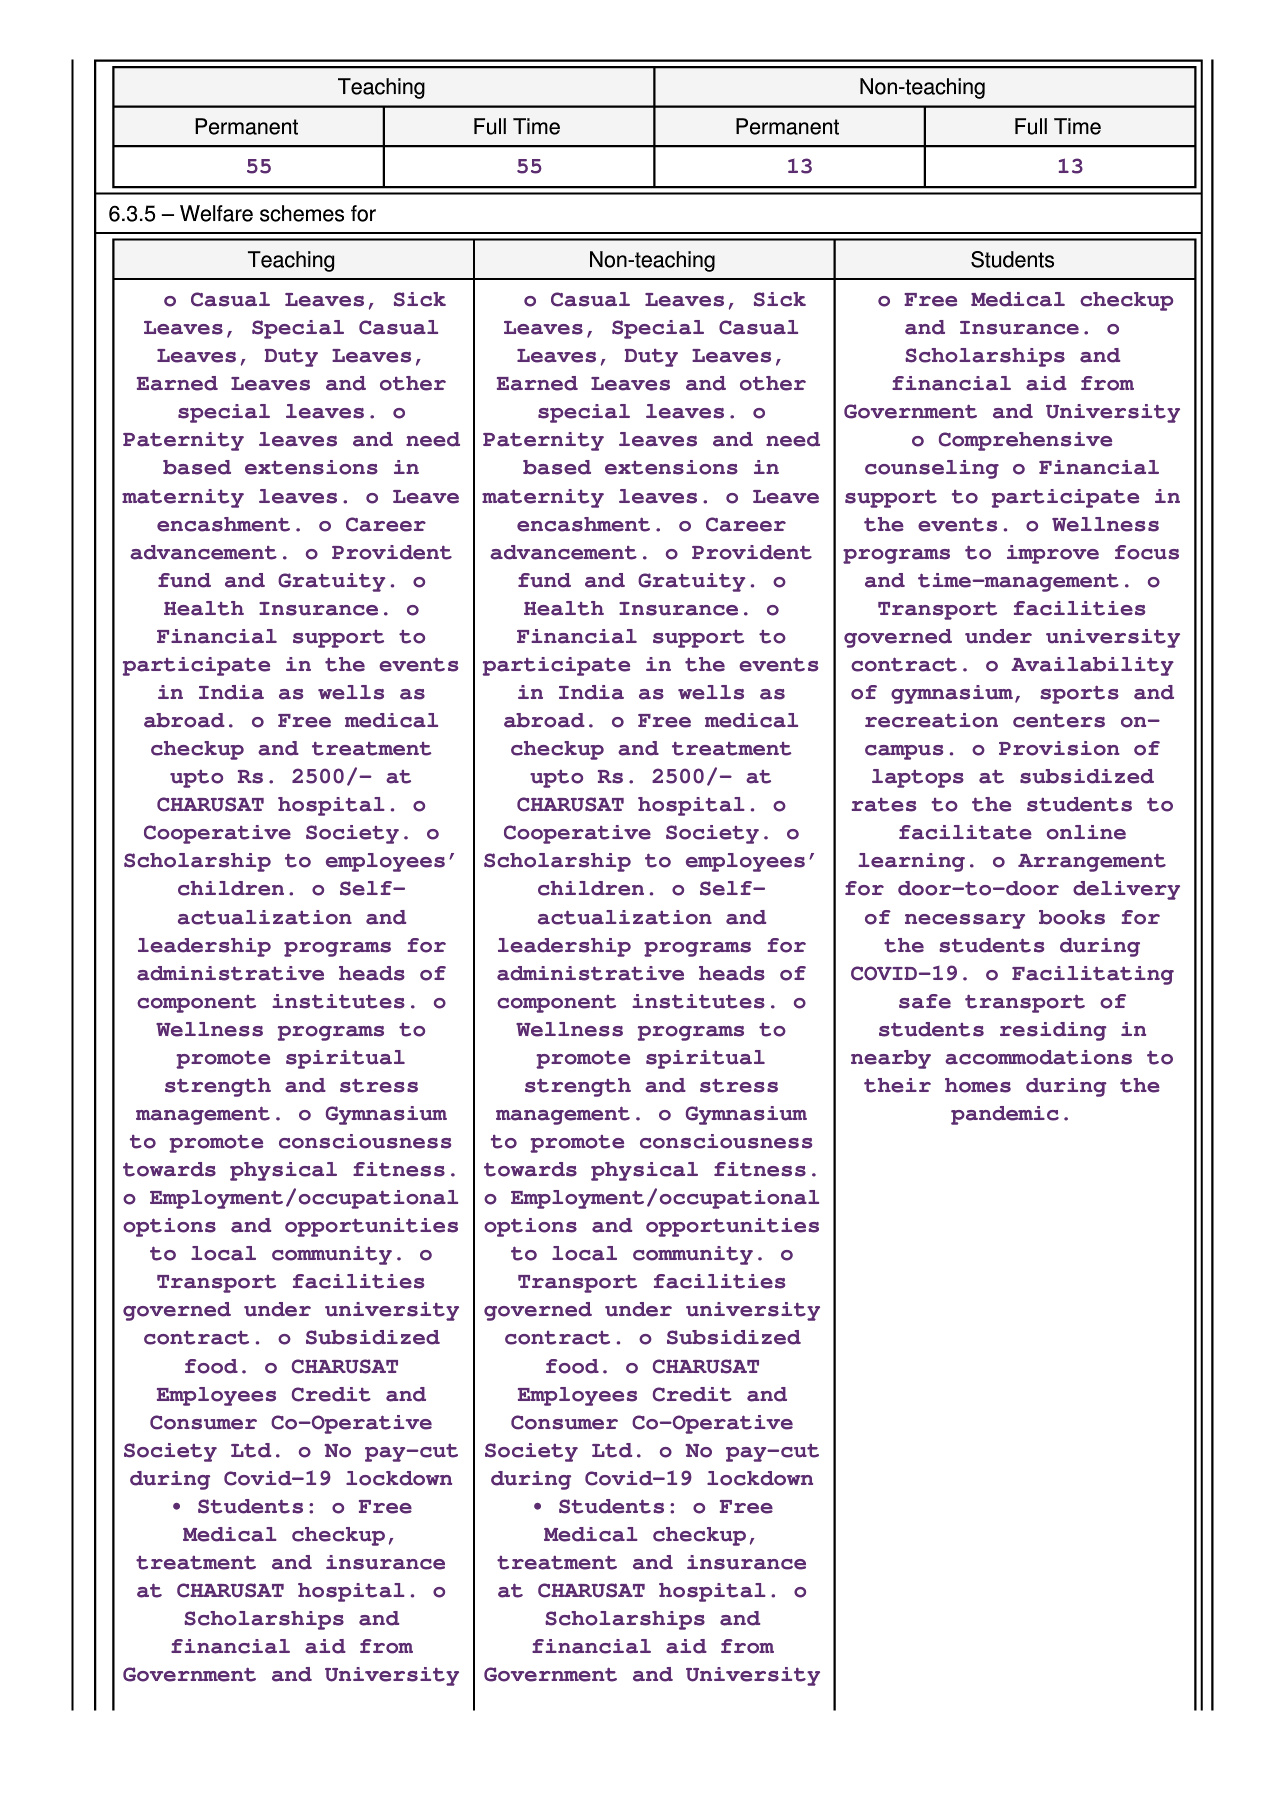 Teaching Non-teaching
Permanent Full Time Permanent Full Time
55 55 13 13
6.3.5 – Welfare schemes for
Teaching Non-teaching Students
o Casual Leaves, Sick
Leaves, Special Casual
Leaves, Duty Leaves,
Earned Leaves and other
special leaves. o
Paternity leaves and need
based extensions in
maternity leaves. o Leave
encashment. o Career
advancement. o Provident
fund and Gratuity. o
Health Insurance. o
Financial support to
participate in the events
in India as wells as
abroad. o Free medical
checkup and treatment
upto Rs. 2500/- at
CHARUSAT hospital. o
Cooperative Society. o
Scholarship to employees’
children. o Self-
actualization and
leadership programs for
administrative heads of
component institutes. o
Wellness programs to
promote spiritual
strength and stress
management. o Gymnasium
to promote consciousness
towards physical fitness.
o Employment/occupational
options and opportunities
to local community. o
Transport facilities
governed under university
contract. o Subsidized
food. o CHARUSAT
Employees Credit and
Consumer Co-Operative
Society Ltd. o No pay-cut
during Covid-19 lockdown
• Students: o Free
Medical checkup,
treatment and insurance
at CHARUSAT hospital. o
Scholarships and
financial aid from
Government and University
o Casual Leaves, Sick
Leaves, Special Casual
Leaves, Duty Leaves,
Earned Leaves and other
special leaves. o
Paternity leaves and need
based extensions in
maternity leaves. o Leave
encashment. o Career
advancement. o Provident
fund and Gratuity. o
Health Insurance. o
Financial support to
participate in the events
in India as wells as
abroad. o Free medical
checkup and treatment
upto Rs. 2500/- at
CHARUSAT hospital. o
Cooperative Society. o
Scholarship to employees’
children. o Self-
actualization and
leadership programs for
administrative heads of
component institutes. o
Wellness programs to
promote spiritual
strength and stress
management. o Gymnasium
to promote consciousness
towards physical fitness.
o Employment/occupational
options and opportunities
to local community. o
Transport facilities
governed under university
contract. o Subsidized
food. o CHARUSAT
Employees Credit and
Consumer Co-Operative
Society Ltd. o No pay-cut
during Covid-19 lockdown
• Students: o Free
Medical checkup,
treatment and insurance
at CHARUSAT hospital. o
Scholarships and
financial aid from
Government and University
o Free Medical checkup
and Insurance. o
Scholarships and
financial aid from
Government and University
o Comprehensive
counseling o Financial
support to participate in
the events. o Wellness
programs to improve focus
and time-management. o
Transport facilities
governed under university
contract. o Availability
of gymnasium, sports and
recreation centers on-
campus. o Provision of
laptops at subsidized
rates to the students to
facilitate online
learning. o Arrangement
for door-to-door delivery
of necessary books for
the students during
COVID-19. o Facilitating
safe transport of
students residing in
nearby accommodations to
their homes during the
pandemic.